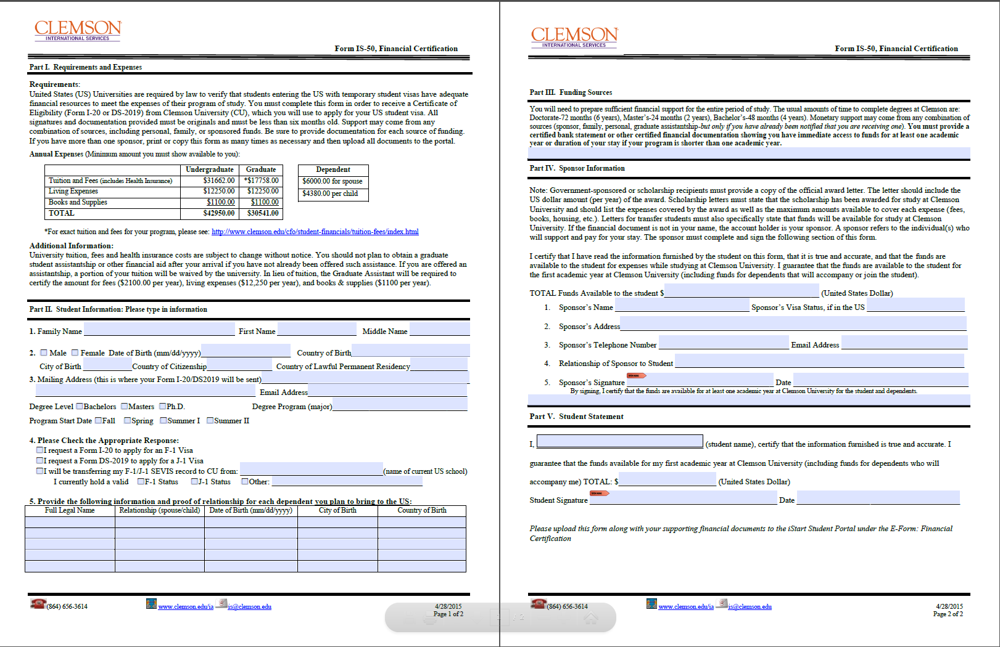 CLEMSON
INTERNATIONAL SERVICES
Form IS-50, Financial Certification
Part I.  Requirements and Expenses
Requirements:
United States (US) Universities are required by law to verify that students entering the US with temporary student visas have adequate
financial resources to meet the expenses of their program of study. You must complete this form in order to receive a Certificate of
Eligibility (Form I-20 or DS-2019) from Clemson University (CU), which you will use to apply for your US student visa. All
signatures and documentation provided must be originals and must be less than six months old. Support may come from any
combination of sources, including personal, family, or sponsored funds. Be sure to provide documentation for each source of funding.
If you have more than one sponsor, print or copy this form as many times as necessary and then upload all documents to the portal.
Annual Expenses (Minimum amount you must show available to you):
Undergraduate Graduate Dependent
Tuition and Fees (includes Health Insurance) $31662.00 *$17758.00 $6000.00 for spouse
Living Expenses $12250.00 $12250.00 $4380.00 per child
Books and Supplies $1100.00 $1100.00
TOTAL $42950.00 $30541.00
*For exact tuition and fees for your program, please see: http://www.clemson.edu/cfo/student-financials/tuition-fees/index.html
Additional Information:
University tuition, fees and health insurance costs are subject to change without notice. You should not plan to obtain a graduate
student assistantship or other financial aid after your arrival if you have not already been offered such assistance. If you are offered an
assistantship, a portion of your tuition will be waived by the university. In lieu of tuition, the Graduate Assistant will be required to
certify the amount for fees ($2100.00 per year), living expenses ($12,250 per year), and books & supplies ($1100 per year).
Part II.  Student Information: Please type in information
1. Family Name First Name Middle Name
2. Male Female Date of Birth (mm/dd/yyyy) Country of Birth
City of Birth Country of Citizenship Country of Lawful Permanent Residency
3. Mailing Address (this is where your Form I-20/DS2019 will be sent)
Email Address
Degree Level Bachelors Masters Ph.D. Degree Program (major)
Program Start Date Fall Spring Summer I Summer II
4. Please Check the Appropriate Response:
I request a Form I-20 to apply for an F-1 Visa
I request a Form DS-2019 to apply for a J-1 Visa
I will be transferring my F-1/J-1 SEVIS record to CU from: (name of current US school)
I currently hold a valid F-1 Status J-1 Status Other:
5. Provide the following information and proof of relationship for each dependent you plan to bring to the US:
Full Legal Name Relationship (spouse/child) Date of Birth (mm/dd/yyyy) City of Birth Country of Birth
(864) 656-3614 www.clemson.edu/ia is@clemson.edu 4/28/2015
Page 1 of 2
1 / 2
CLEMSON
INTERNATIONAL SERVICES
Form IS-50, Financial Certification
Part III.  Funding Sources
You will need to prepare sufficient financial support for the entire period of study. The usual amounts of time to complete degrees at Clemson are:
Doctorate-72 months (6 years), Master's-24 months (2 years), Bachelor's-48 months (4 years). Monetary support may come from any combination of
sources (sponsor, family, personal, graduate assistantship-but only if you have already been notified that you are receiving one). You must provide a
certified bank statement or other certified financial documentation showing you have immediate access to funds for at least one academic
year or duration of your stay if your program is shorter than one academic year.
Part IV.  Sponsor Information
Note: Government-sponsored or scholarship recipients must provide a copy of the official award letter. The letter should include the
US dollar amount (per year) of the award. Scholarship letters must state that the scholarship has been awarded for study at Clemson
University and should list the expenses covered by the award as well as the maximum amounts available to cover each expense (fees,
books, housing, etc.). Letters for transfer students must also specifically state that funds will be available for study at Clemson
University. If the financial document is not in your name, the account holder is your sponsor. A sponsor refers to the individual(s) who
will support and pay for your stay. The sponsor must complete and sign the following section of this form.
I certify that I have read the information furnished by the student on this form, that it is true and accurate, and that the funds are
available to the student for expenses while studying at Clemson University. I guarantee that the funds are available to the student for
the first academic year at Clemson University (including funds for dependents that will accompany or join the student).
TOTAL Funds Available to the student $ (United States Dollar)
1. Sponsor's Name Sponsor's Visa Status, if in the US
2. Sponsor's Address
3. Sponsor's Telephone Number Email Address
4. Relationship of Sponsor to Student
5. Sponsor's Signature Date
By signing, I certify that the funds are available for at least one academic year at Clemson University for the student and dependents.
Part V.  Student Statement
I, (student name), certify that the information furnished is true and accurate. I
guarantee that the funds available for my first academic year at Clemson University (including funds for dependents who will
accompany me) TOTAL: $ (United States Dollar)
Student Signature Date
Please upload this form along with your supporting financial documents to the iStart Student Portal under the E-Form: Financial
Certification
(864) 656-3614 www.clemson.edu/ia is@clemson.edu 4/28/2015
Page 2 of 2